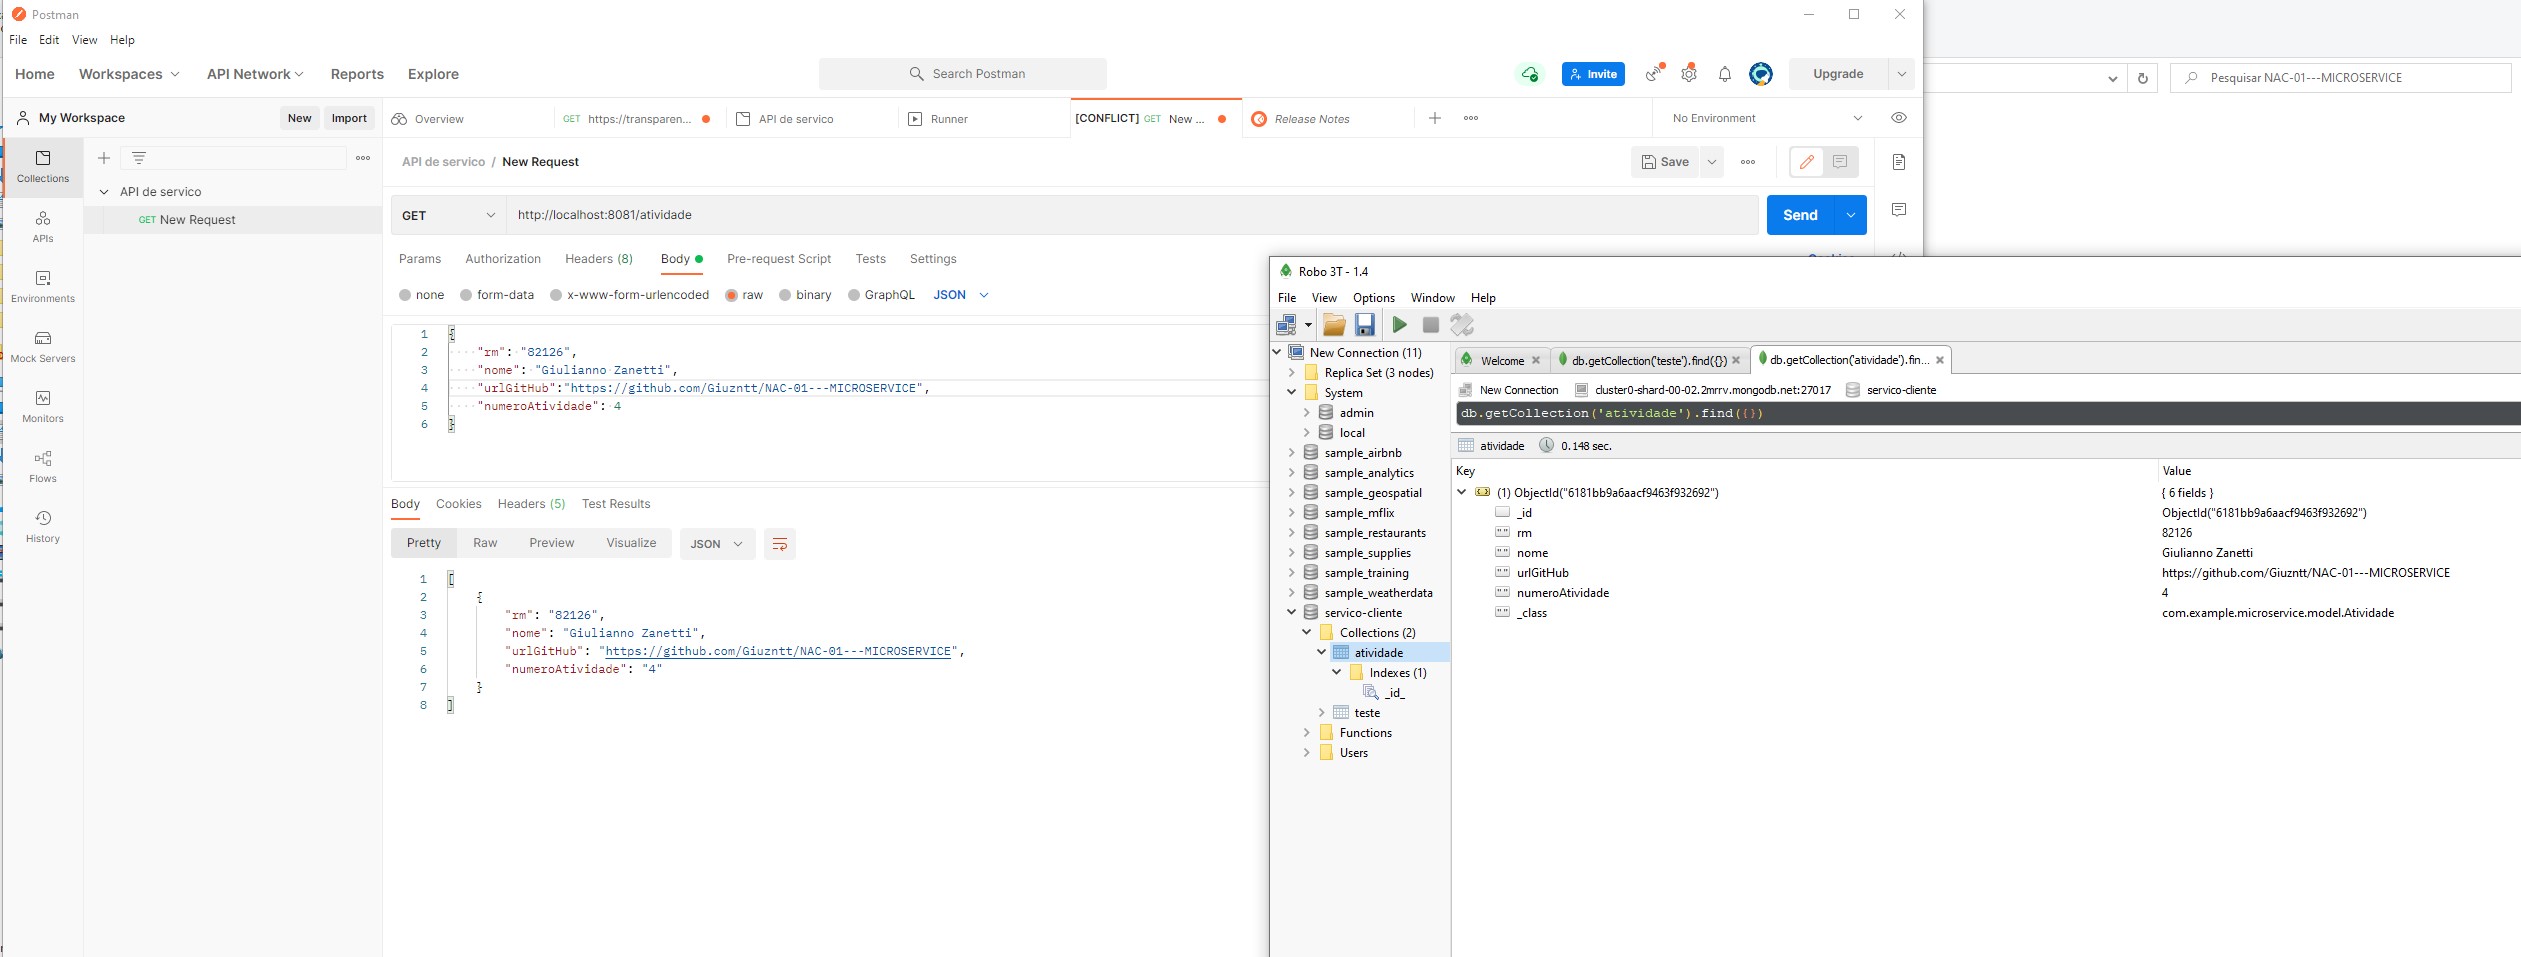 Postman
File Edit View Help
Home Workspaces API Network Reports Explore
Search Postman
Invite
Upgrade
Pesquisar NAC-01---MICROSERVICE
My Workspace
New Import
Overview
GET https://transparen...
API de servico
Runner
[CONFLICT] GET New ...
Release Notes
No Environment
Collections
APIs
Environments
Mock Servers
Monitors
Flows
History
API de servico
GET New Request
API de servico / New Request
Save
GET
http://localhost:8081/atividade
Send
Params Authorization Headers (8) Body Pre-request Script Tests Settings
none form-data x-www-form-urlencoded raw binary GraphQL JSON
1 {
2 "rm": "82126",
3 "nome": "Giulianno Zanetti",
4 "urlGitHub":"https://github.com/Giuzntt/NAC-01---MICROSERVICE",
5 "numeroAtividade": 4
6 }
Body Cookies Headers (5) Test Results
Pretty Raw Preview Visualize JSON
1 [
2 {
3 "rm": "82126",
4 "nome": "Giulianno Zanetti",
5 "urlGitHub": "https://github.com/Giuzntt/NAC-01---MICROSERVICE",
6 "numeroAtividade": "4"
7 }
8 ]
Robo 3T - 1.4
File View Options Window Help
New Connection (11)
Replica Set (3 nodes)
System
admin
local
sample_airbnb
sample_analytics
sample_geospatial
sample_mflix
sample_restaurants
sample_supplies
sample_training
sample_weatherdata
servico-cliente
Collections (2)
atividade
Indexes (1)
_id_
teste
Functions
Users
Welcome
db.getCollection('teste').find({})
db.getCollection('atividade').fin...
New Connection cluster0-shard-00-02.2mrrv.mongodb.net:27017 servico-cliente
db.getCollection('atividade').find({})
atividade 0.148 sec.
Key Value
(1) ObjectId("6181bb9a6aacf9463f932692") { 6 fields }
_id ObjectId("6181bb9a6aacf9463f932692")
rm 82126
nome Giulianno Zanetti
urlGitHub https://github.com/Giuzntt/NAC-01---MICROSERVICE
numeroAtividade 4
_class com.example.microservice.model.Atividade